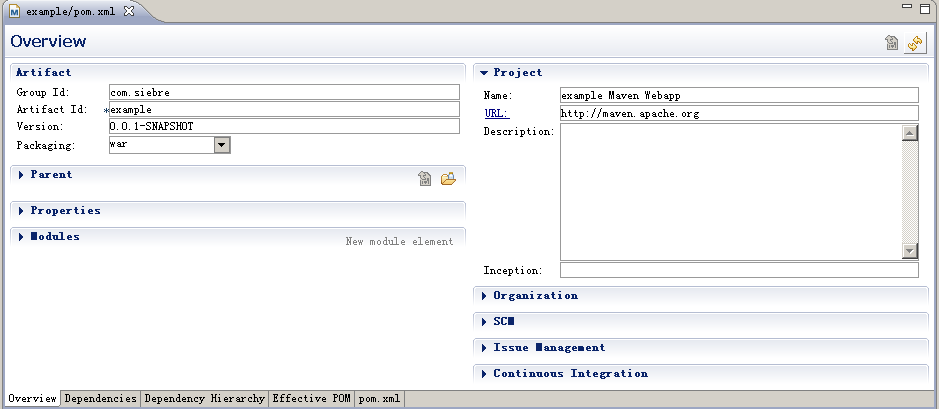 example/pom.xml
Overview
Artifact
Group Id: com.siebre
Artifact Id: *example
Version: 0.0.1-SNAPSHOT
Packaging: war
Parent
Properties
Modules
New module element
Project
Name: example Maven Webapp
URL: http://maven.apache.org
Description:
Inception:
Organization
SCM
Issue Management
Continuous Integration
Overview Dependencies Dependency Hierarchy Effective POM pom.xml